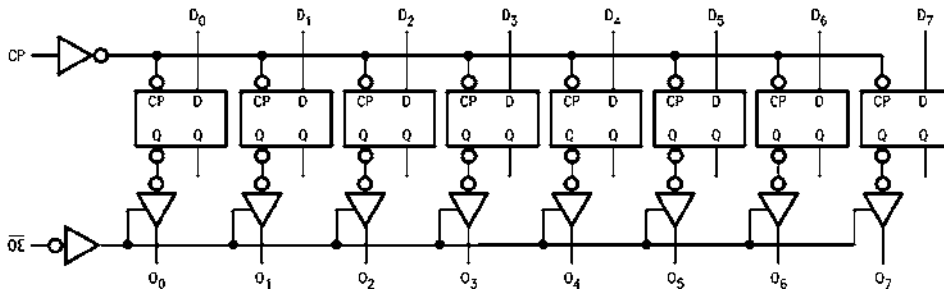 D0 D1 D2 D3 D4 D5 D6 D7
CP
CP D CP D CP D CP D CP D CP D CP D CP D
Q Q Q Q Q Q Q Q Q Q Q Q Q Q Q Q
O̅E̅
O0 O1 O2 O3 O4 O5 O6 O7